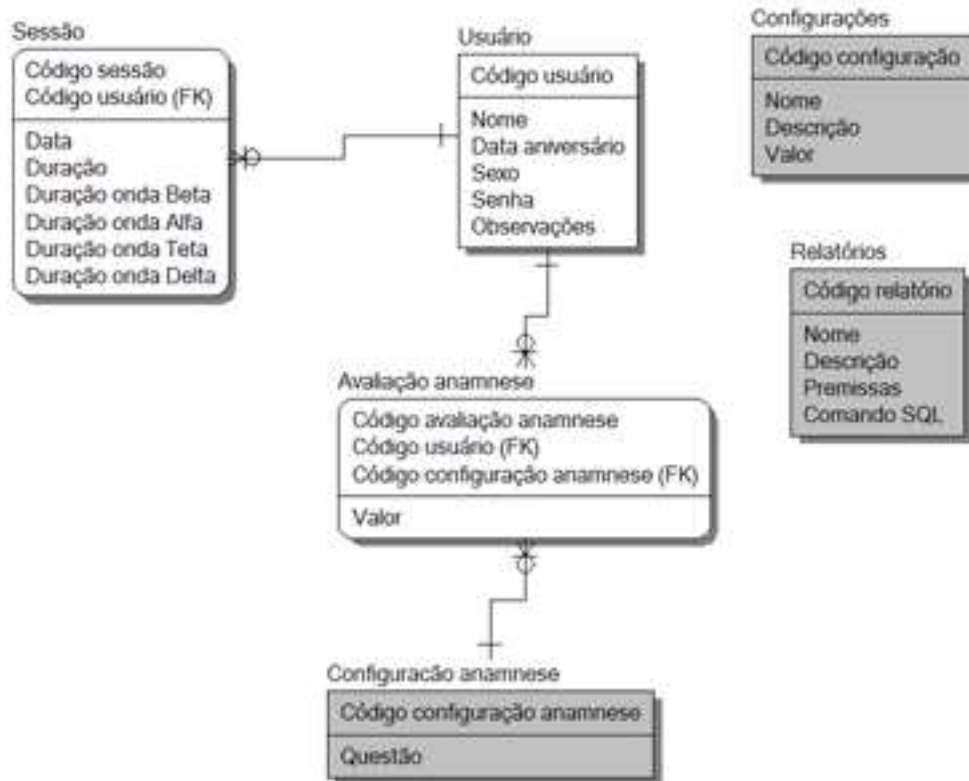 Sessão
Código sessão
Código usuário (FK)
Data
Duração
Duração onda Beta
Duração onda Alfa
Duração onda Teta
Duração onda Delta
Usuário
Código usuário
Nome
Data aniversário
Sexo
Senha
Observações
Configurações
Código configuração
Nome
Descrição
Valor
Relatórios
Código relatório
Nome
Descrição
Premissas
Comando SQL
Avaliação anamnese
Código avaliação anamnese
Código usuário (FK)
Código configuração anamnese (FK)
Valor
Configuracão anamnese
Código configuração anamnese
Questão